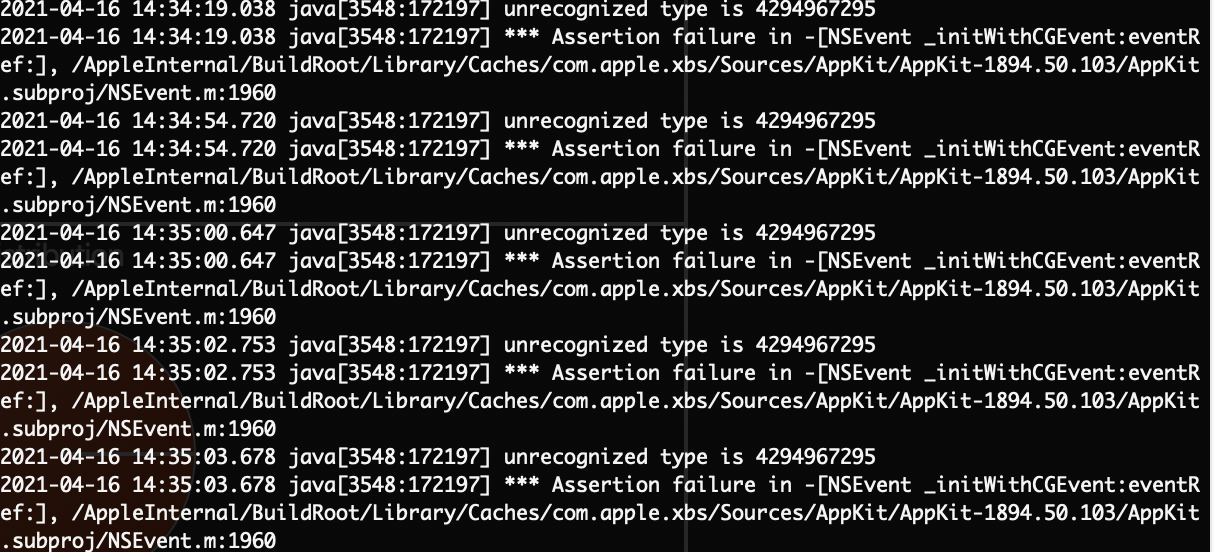 2021-04-16 14:34:19.038 java[3548:172197] unrecognized type is 4294967295
2021-04-16 14:34:19.038 java[3548:172197] *** Assertion failure in -[NSEvent _initWithCGEvent:eventR
ef:], /AppleInternal/BuildRoot/Library/Caches/com.apple.xbs/Sources/AppKit/AppKit-1894.50.103/AppKit
.subproj/NSEvent.m:1960
2021-04-16 14:34:54.720 java[3548:172197] unrecognized type is 4294967295
2021-04-16 14:34:54.720 java[3548:172197] *** Assertion failure in -[NSEvent _initWithCGEvent:eventR
ef:], /AppleInternal/BuildRoot/Library/Caches/com.apple.xbs/Sources/AppKit/AppKit-1894.50.103/AppKit
.subproj/NSEvent.m:1960
2021-04-16 14:35:00.647 java[3548:172197] unrecognized type is 4294967295
2021-04-16 14:35:00.647 java[3548:172197] *** Assertion failure in -[NSEvent _initWithCGEvent:eventR
ef:], /AppleInternal/BuildRoot/Library/Caches/com.apple.xbs/Sources/AppKit/AppKit-1894.50.103/AppKit
.subproj/NSEvent.m:1960
2021-04-16 14:35:02.753 java[3548:172197] unrecognized type is 4294967295
2021-04-16 14:35:02.753 java[3548:172197] *** Assertion failure in -[NSEvent _initWithCGEvent:eventR
ef:], /AppleInternal/BuildRoot/Library/Caches/com.apple.xbs/Sources/AppKit/AppKit-1894.50.103/AppKit
.subproj/NSEvent.m:1960
2021-04-16 14:35:03.678 java[3548:172197] unrecognized type is 4294967295
2021-04-16 14:35:03.678 java[3548:172197] *** Assertion failure in -[NSEvent _initWithCGEvent:eventR
ef:], /AppleInternal/BuildRoot/Library/Caches/com.apple.xbs/Sources/AppKit/AppKit-1894.50.103/AppKit
.subproj/NSEvent.m:1960